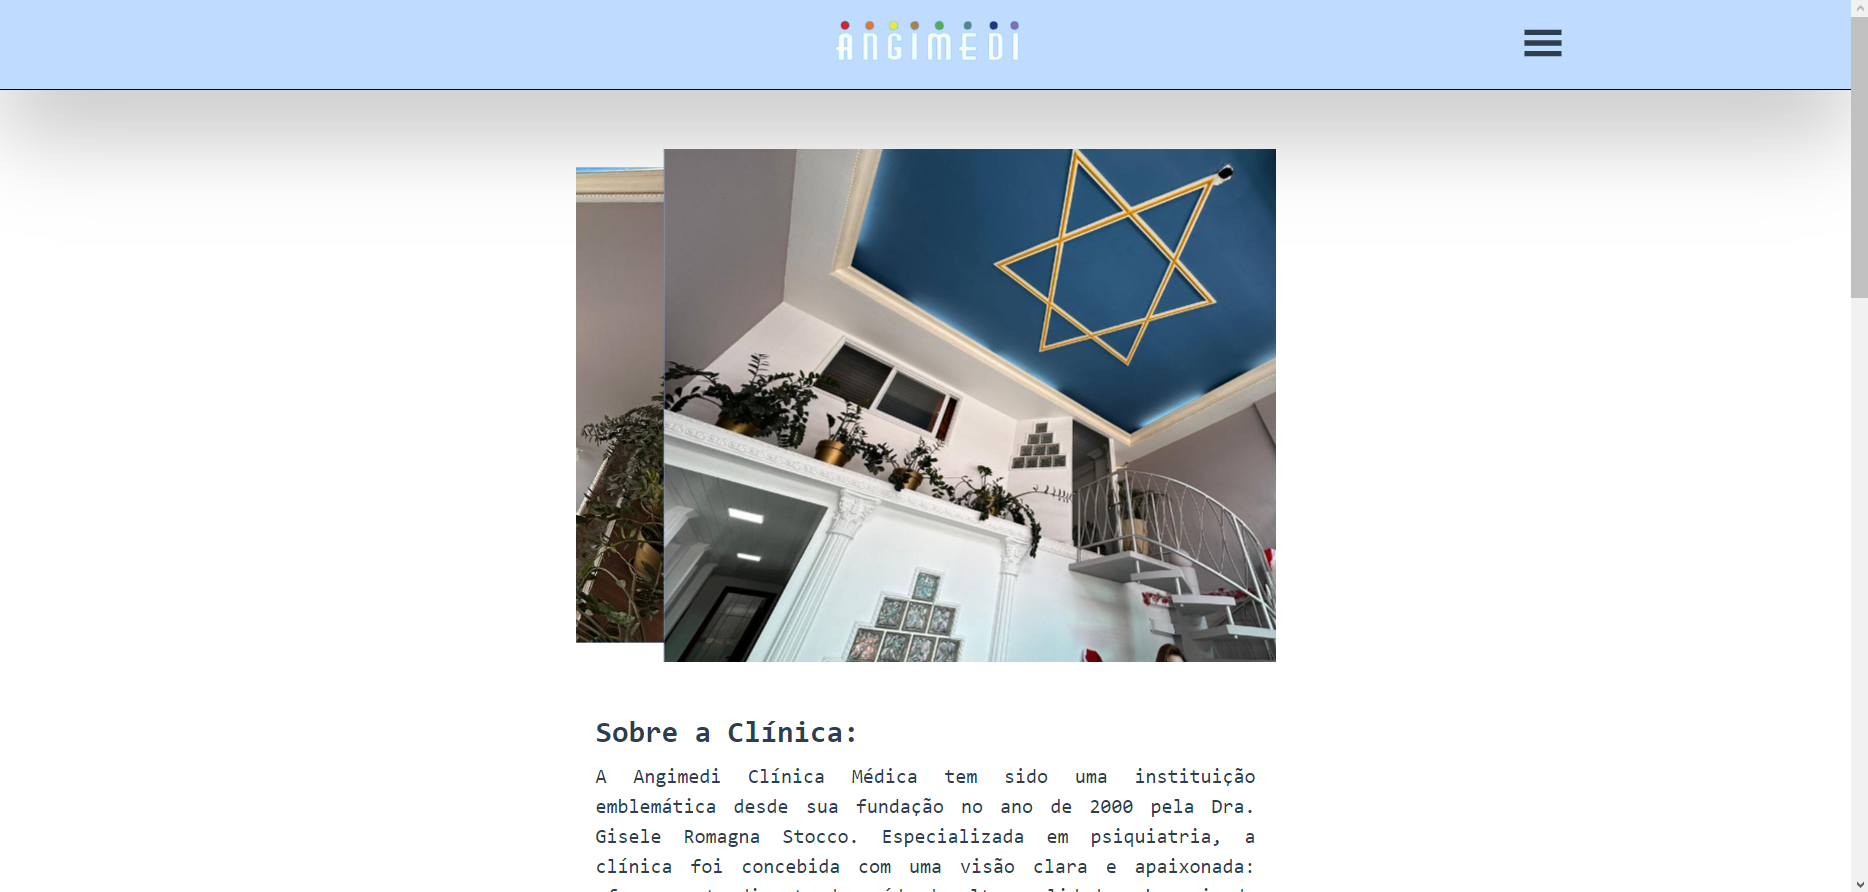 ANGIMEDI
Sobre a Clínica:
A Angimedi Clínica Médica tem sido uma instituição
emblemática desde sua fundação no ano de 2000 pela Dra.
Gisele Romagna Stocco. Especializada em psiquiatria, a
clínica foi concebida com uma visão clara e apaixonada: